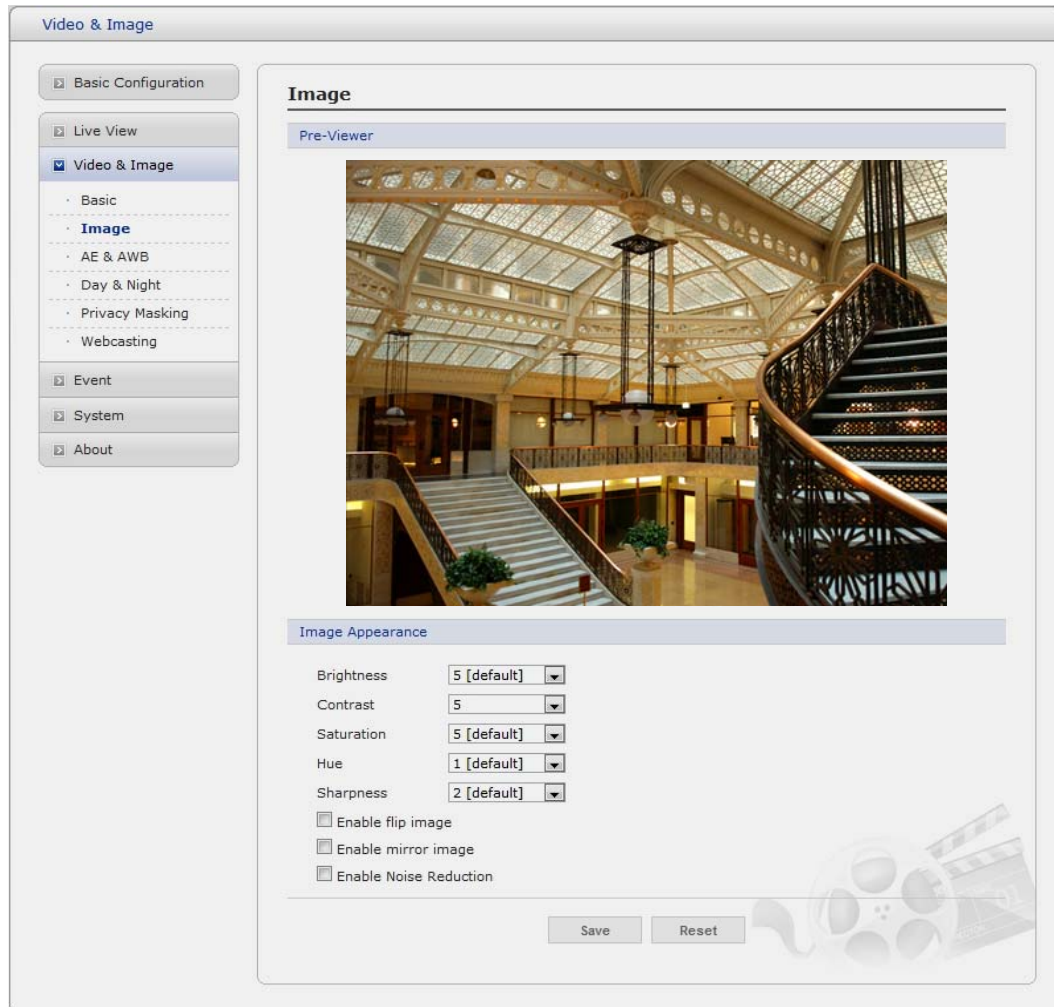 Video & Image
Basic Configuration
Live View
Video & Image
Basic
Image
AE & AWB
Day & Night
Privacy Masking
Webcasting
Event
System
About
Image
Pre-Viewer
Image Appearance
Brightness 5 [default]
Contrast 5
Saturation 5 [default]
Hue 1 [default]
Sharpness 2 [default]
Enable flip image
Enable mirror image
Enable Noise Reduction
Save Reset
01